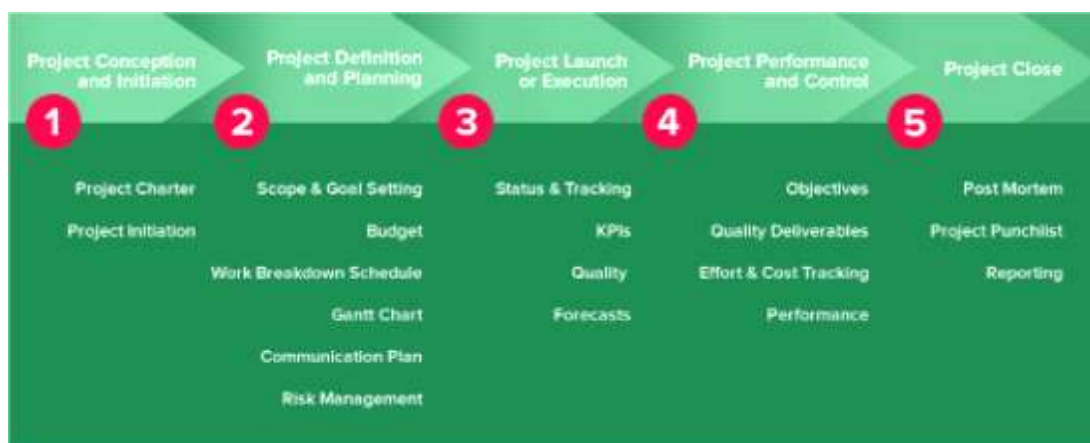 Project Conception
and Initiation
1
Project Charter
Project Initiation
Project Definition
and Planning
2
Scope & Goal Setting
Budget
Work Breakdown Schedule
Gantt Chart
Communication Plan
Risk Management
Project Launch
or Execution
3
Status & Tracking
KPIs
Quality
Forecasts
Project Performance
and Control
4
Objectives
Quality Deliverables
Effort & Cost Tracking
Performance
Project Close
5
Post Mortem
Project Punchlist
Reporting